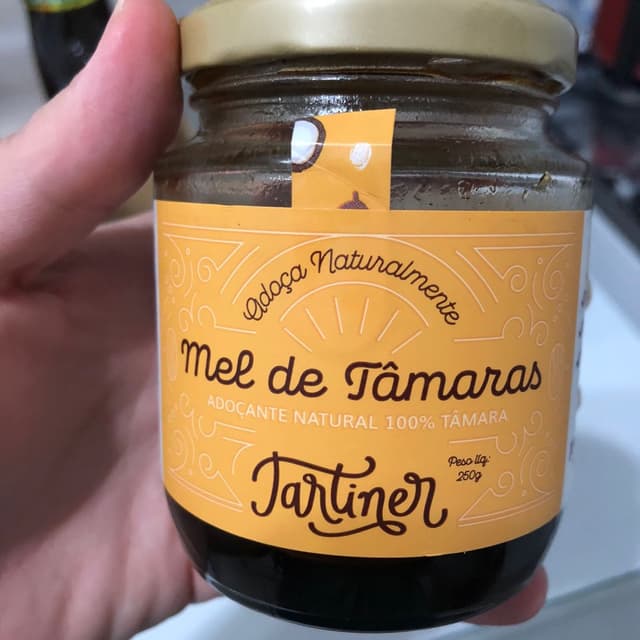 Adoça Naturalmente
Mel de Tâmaras
ADOÇANTE NATURAL 100% TÂMARA
Tartiner
Peso líq:
250g